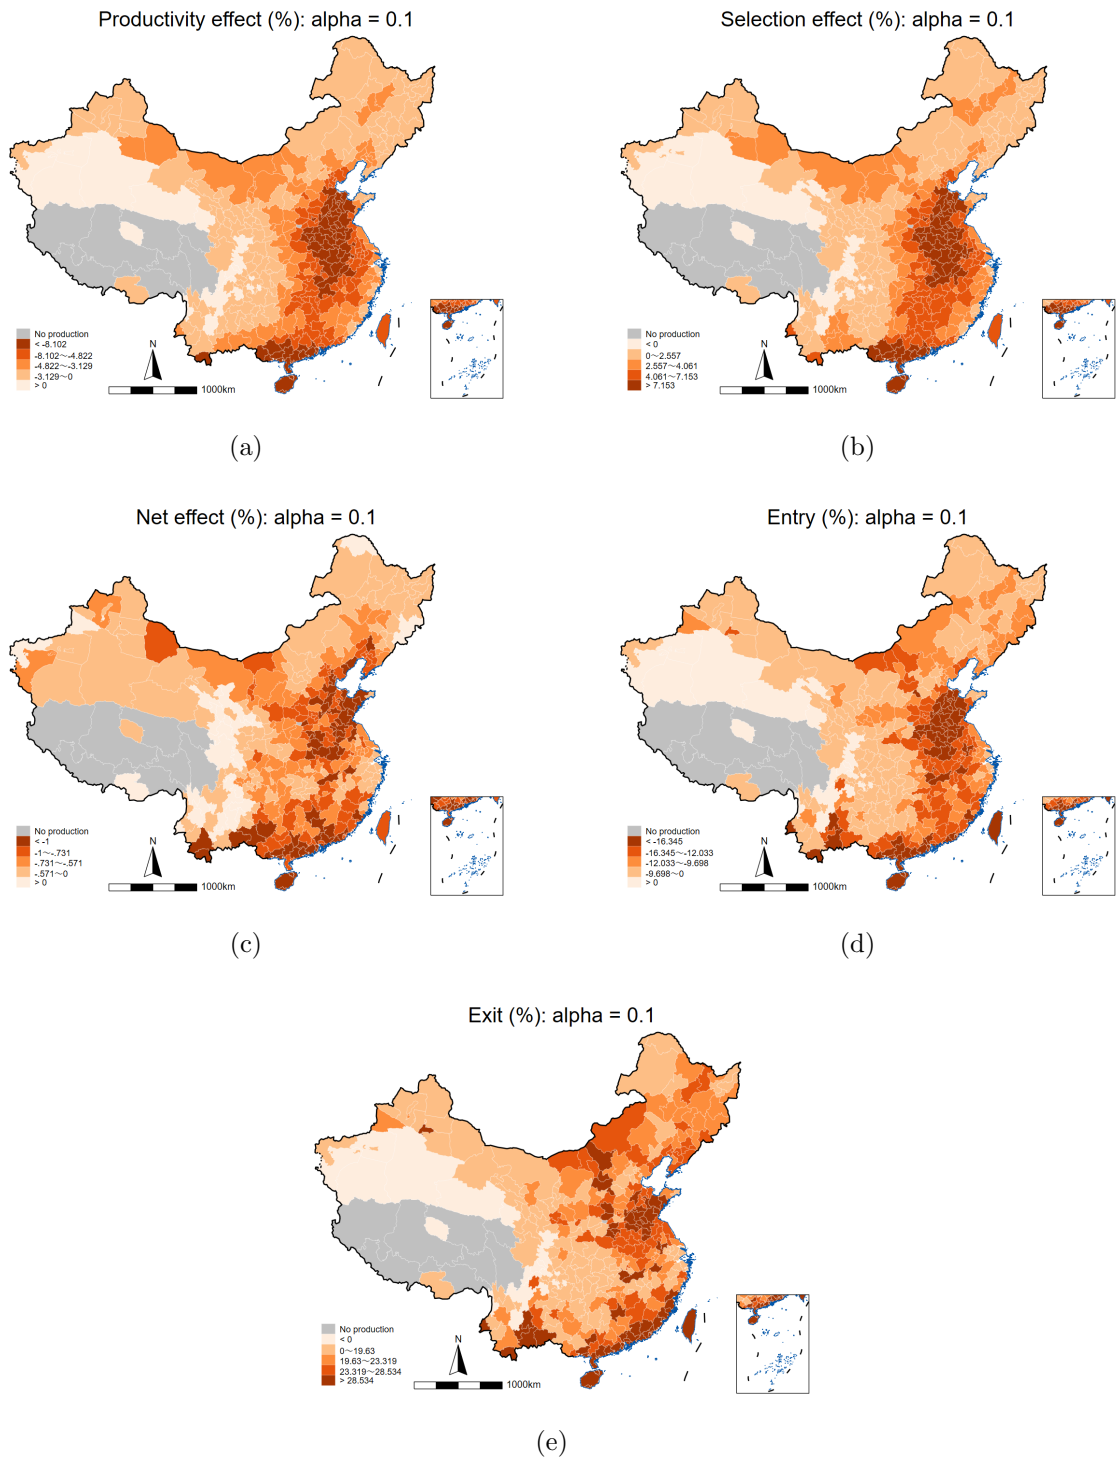 Productivity effect (%): alpha = 0.1
No production
< -8.102
-8.102～-4.822
-4.822～-3.129
-3.129～0
> 0
N
1000km
(a)
Selection effect (%): alpha = 0.1
No production
< 0
0～2.557
2.557～4.061
4.061～7.153
> 7.153
N
1000km
(b)
Net effect (%): alpha = 0.1
No production
< -1
-1～-.731
-.731～-.571
-.571～0
> 0
N
1000km
(c)
Entry (%): alpha = 0.1
No production
< -16.345
-16.345～-12.033
-12.033～-9.698
-9.698～0
> 0
N
1000km
(d)
Exit (%): alpha = 0.1
No production
< 0
0～19.63
19.63～23.319
23.319～28.534
> 28.534
N
1000km
(e)